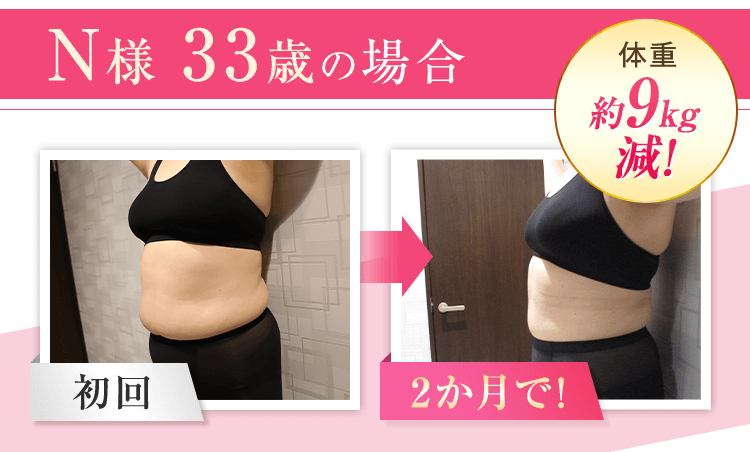 N様 33歳の場合
体重
約9kg
減!
初回
2か月で!